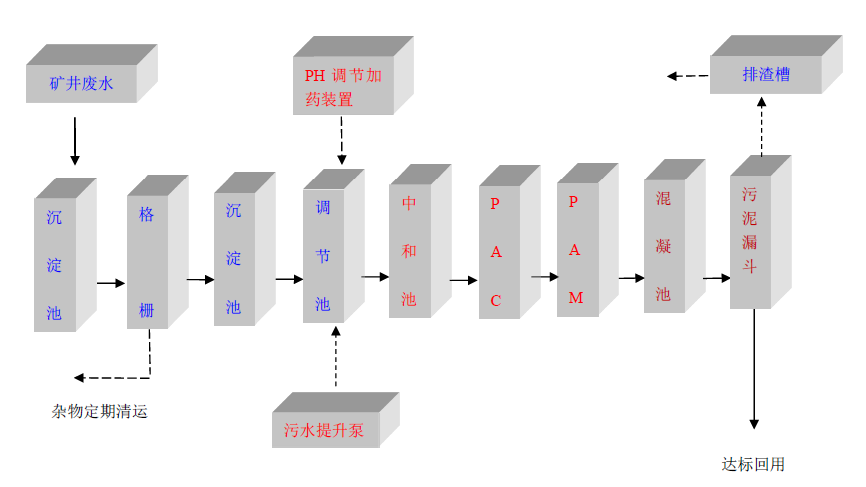 矿井废水
PH 调节加
药装置
排渣槽
沉淀池
格栅
沉淀池
调节池
中和池
PAC
PAM
混凝池
污泥漏斗
杂物定期清运
污水提升泵
达标回用